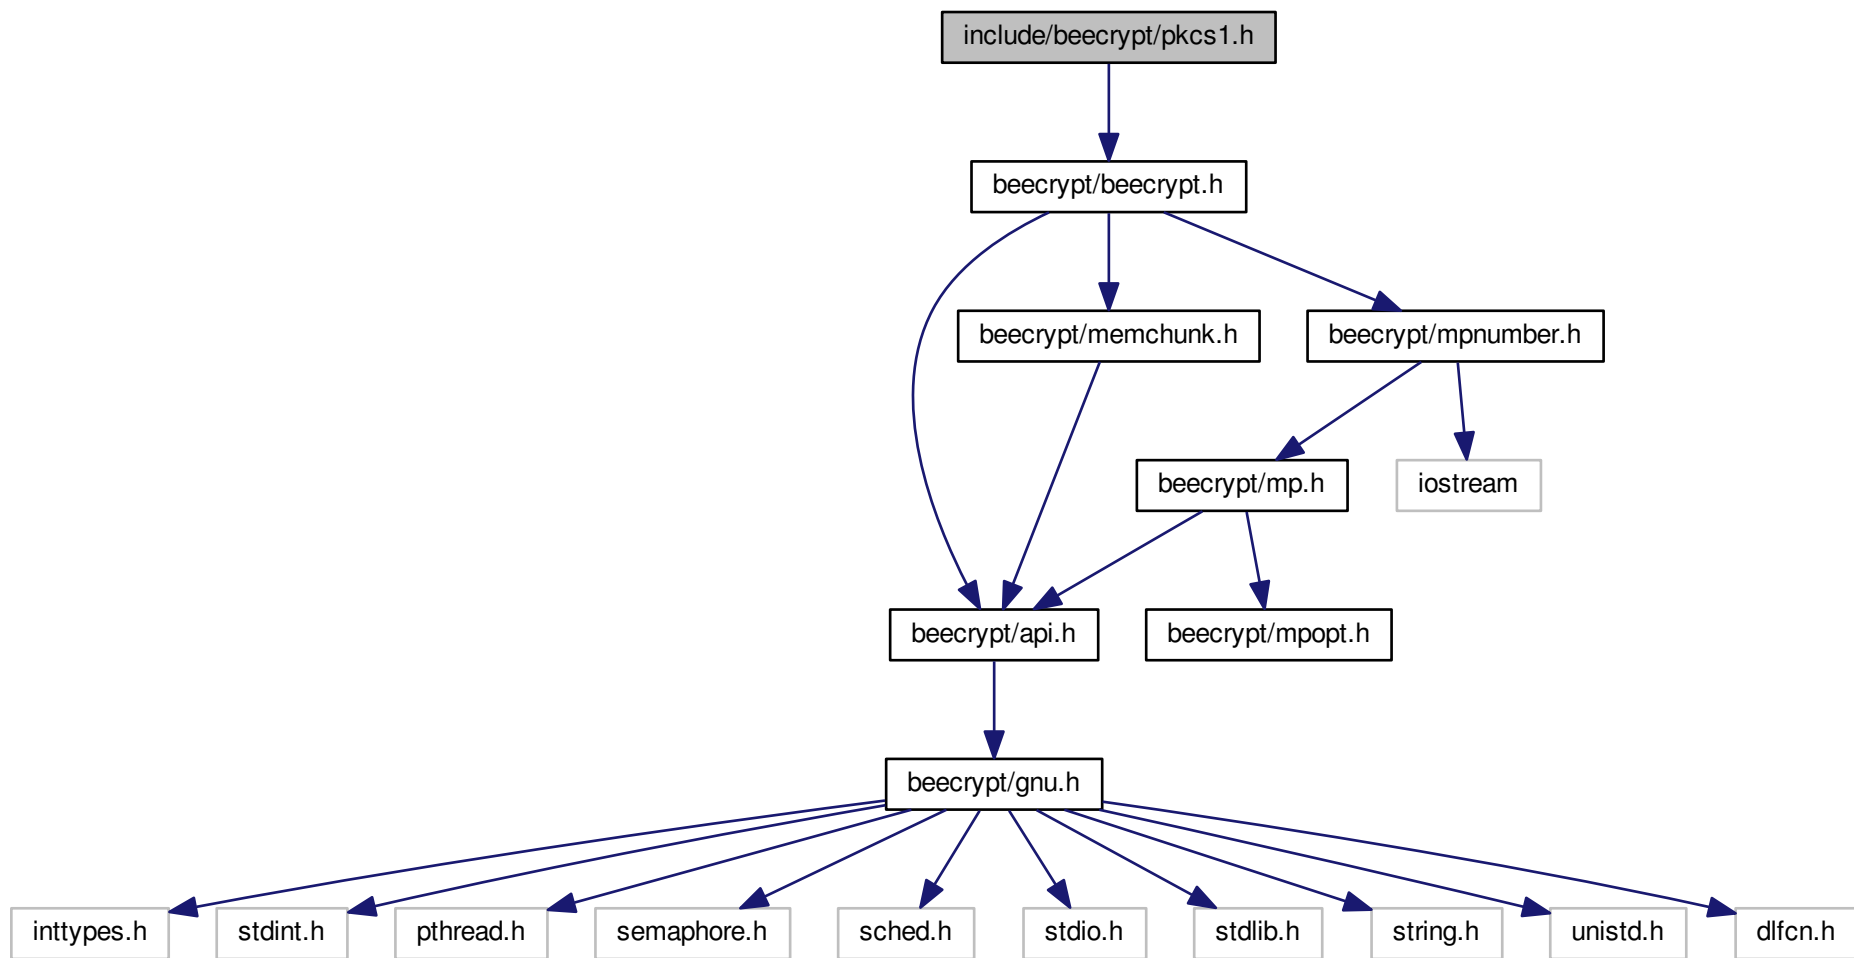 include/beecrypt/pkcs1.h
beecrypt/beecrypt.h
beecrypt/memchunk.h
beecrypt/mpnumber.h
beecrypt/mp.h
iostream
beecrypt/api.h
beecrypt/mpopt.h
beecrypt/gnu.h
inttypes.h
stdint.h
pthread.h
semaphore.h
sched.h
stdio.h
stdlib.h
string.h
unistd.h
dlfcn.h